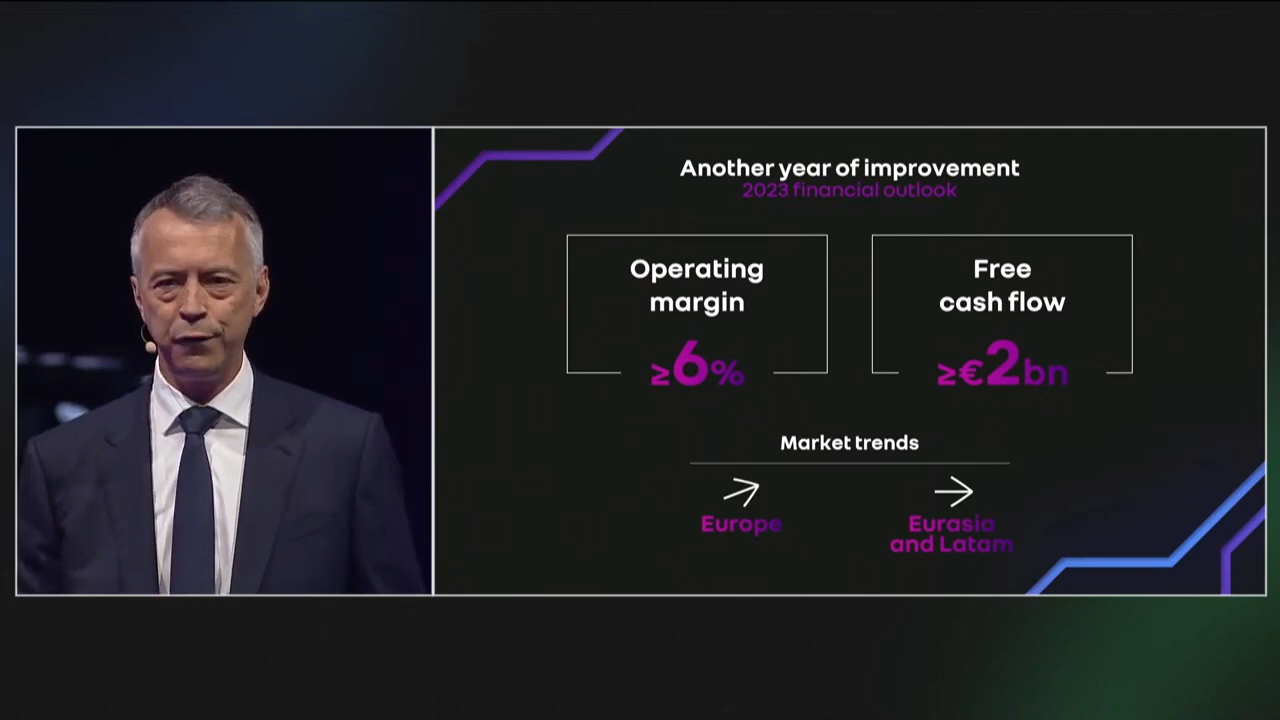 Another year of improvement
2023 financial outlook
Operating
margin
≥6%
Free
cash flow
≥€2bn
Market trends
Europe
Eurasia
and Latam